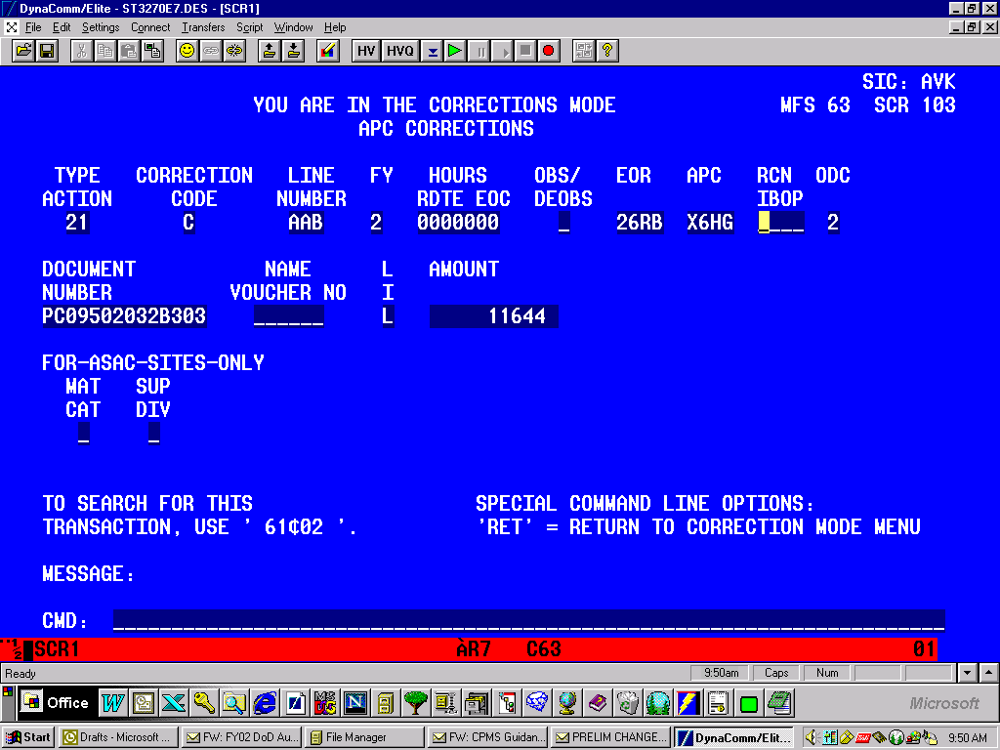 DynaComm/Elite - ST3270E7.DES - [SCR1]
File Edit Settings Connect Transfers Script Window Help
HV HVQ
SIC: AVK
YOU ARE IN THE CORRECTIONS MODE MFS 63 SCR 103
APC CORRECTIONS
TYPE CORRECTION LINE FY HOURS OBS/ EOR APC RCN ODC
ACTION CODE NUMBER RDTE EOC DEOBS IBOP
21 C AAB 2 0000000 _ 26RB X6HG ____ 2
DOCUMENT NAME L AMOUNT
NUMBER VOUCHER NO I
PC09502032B303 ______ L 11644
FOR-ASAC-SITES-ONLY
MAT SUP
CAT DIV
_ _
TO SEARCH FOR THIS SPECIAL COMMAND LINE OPTIONS:
TRANSACTION, USE ' 61¢02 '. 'RET' = RETURN TO CORRECTION MODE MENU
MESSAGE:
CMD: _______________________________________________________________________
SCR1 ÀR7 C63 01
Ready 9:50am Caps Num
Office Microsoft
Start Drafts - Microsoft ... FW: FY02 DoD Au... File Manager FW: CPMS Guidan... PRELIM CHANGE... DynaComm/Elit... 9:50 AM